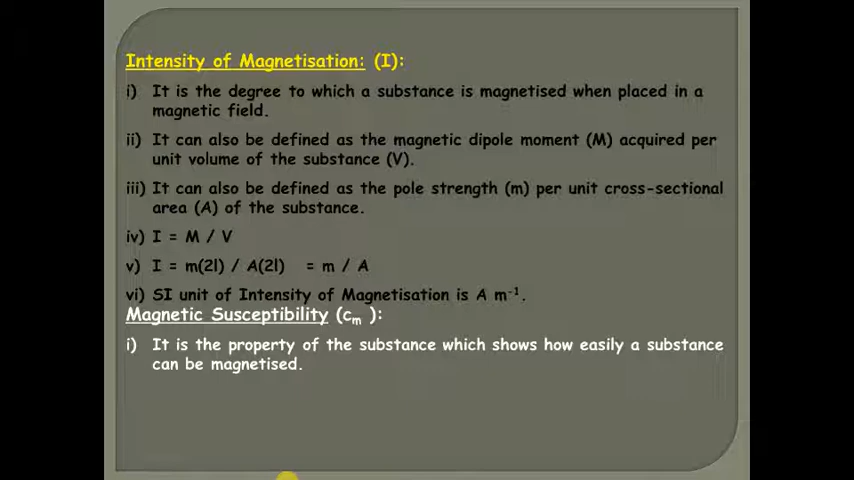 Intensity of Magnetisation: (I):
i) It is the degree to which a substance is magnetised when placed in a
magnetic field.
ii) It can also be defined as the magnetic dipole moment (M) acquired per
unit volume of the substance (V).
iii) It can also be defined as the pole strength (m) per unit cross-sectional
area (A) of the substance.
iv) I = M / V
v) I = m(2l) / A(2l) = m / A
vi) SI unit of Intensity of Magnetisation is A m⁻¹.
Magnetic Susceptibility (cₘ ):
i) It is the property of the substance which shows how easily a substance
can be magnetised.